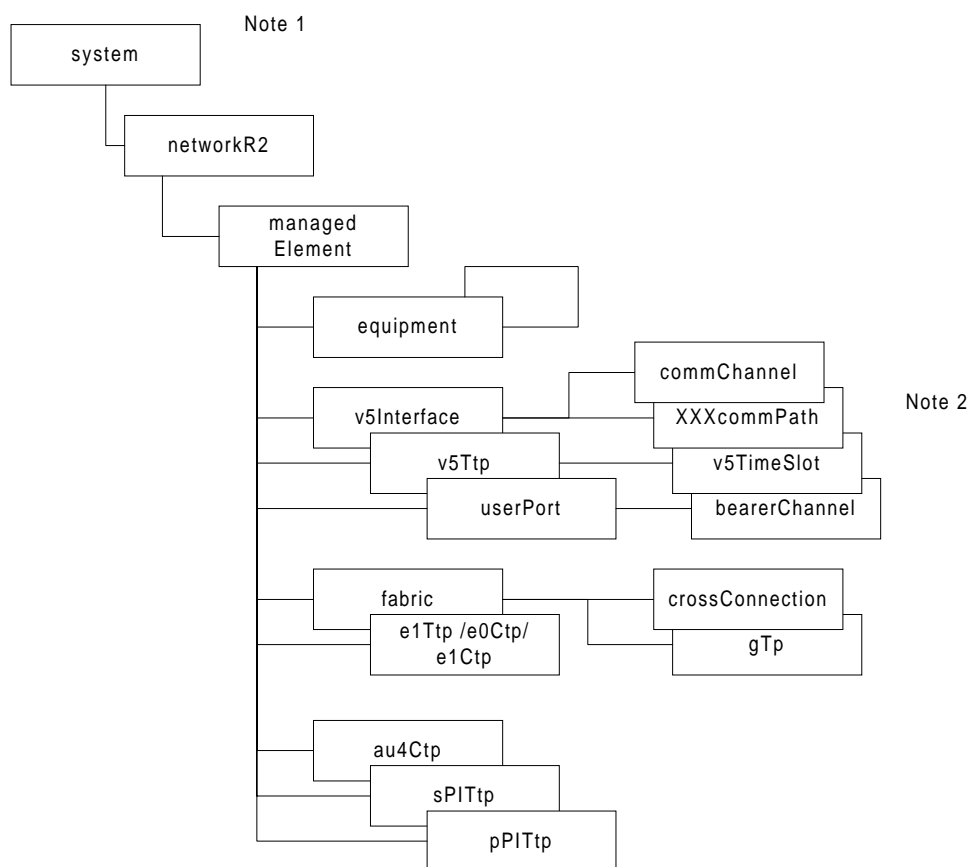 Note 1
system
networkR2
managed
Element
equipment
commChannel
Note 2
v5Interface
XXXcommPath
v5Ttp
v5TimeSlot
userPort
bearerChannel
fabric
crossConnection
e1Ttp /e0Ctp/
e1Ctp
gTp
au4Ctp
sPITtp
pPITtp